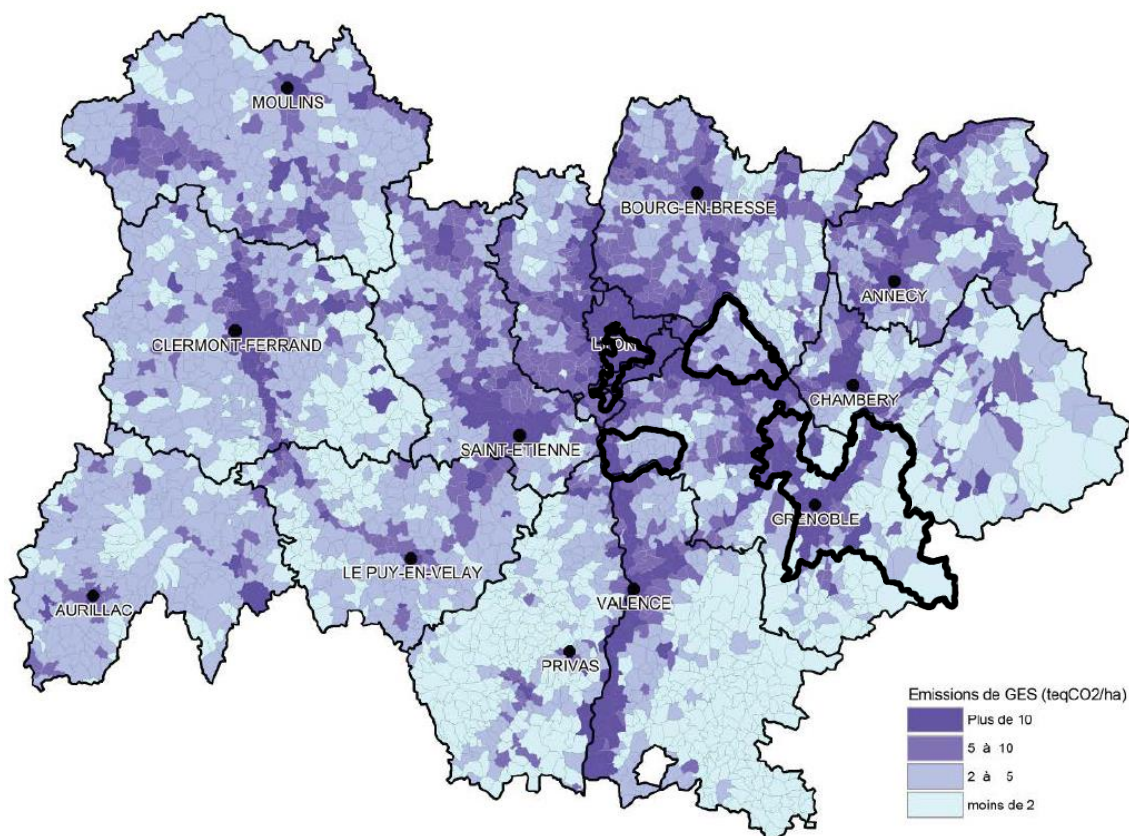 MOULINS
BOURG-EN-BRESSE
ANNECY
CLERMONT-FERRAND
LYON
CHAMBERY
SAINT-ETIENNE
GRENOBLE
LE PUY-EN-VELAY
AURILLAC
VALENCE
PRIVAS
Emissions de GES (teqCO2/ha)
Plus de 10
5 à 10
2 à 5
moins de 2